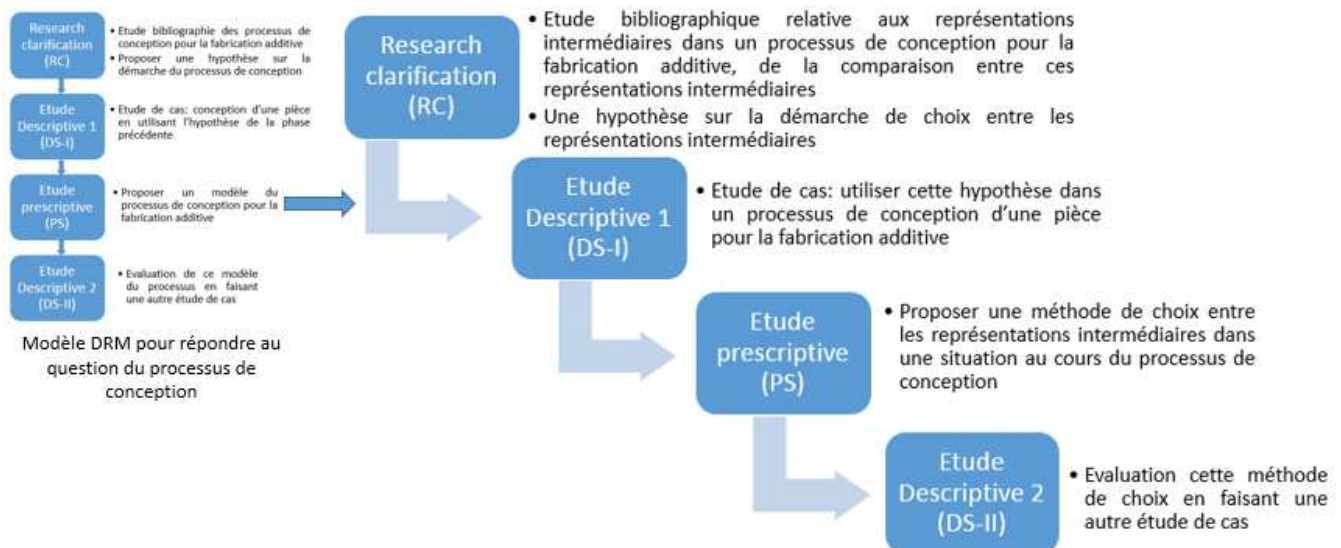 Research
clarification
(RC)
• Etude bibliographie des processus de
conception pour la fabrication additive
• Proposer une hypothèse sur la
démarche du processus de conception
Etude
Descriptive 1
(DS-I)
• Etude de cas: conception d'une pièce
en utilisant l'hypothèse de la phase
précédente
Etude
prescriptive
(PS)
• Proposer un modèle du
processus de conception pour la
fabrication additive
Etude
Descriptive 2
(DS-II)
• Evaluation de ce modèle
du processus en faisant
une autre étude de cas
Modèle DRM pour répondre au
question du processus de
conception
Research
clarification
(RC)
• Etude bibliographique relative aux représentations
intermédiaires dans un processus de conception pour la
fabrication additive, de la comparaison entre ces
représentations intermédiaires
• Une hypothèse sur la démarche de choix entre les
représentations intermédiaires
Etude
Descriptive 1
(DS-I)
• Etude de cas: utiliser cette hypothèse dans
un processus de conception d'une pièce
pour la fabrication additive
Etude
prescriptive
(PS)
• Proposer une méthode de choix entre
les représentations intermédiaires dans
une situation au cours du processus de
conception
Etude
Descriptive 2
(DS-II)
• Evaluation cette méthode
de choix en faisant une
autre étude de cas